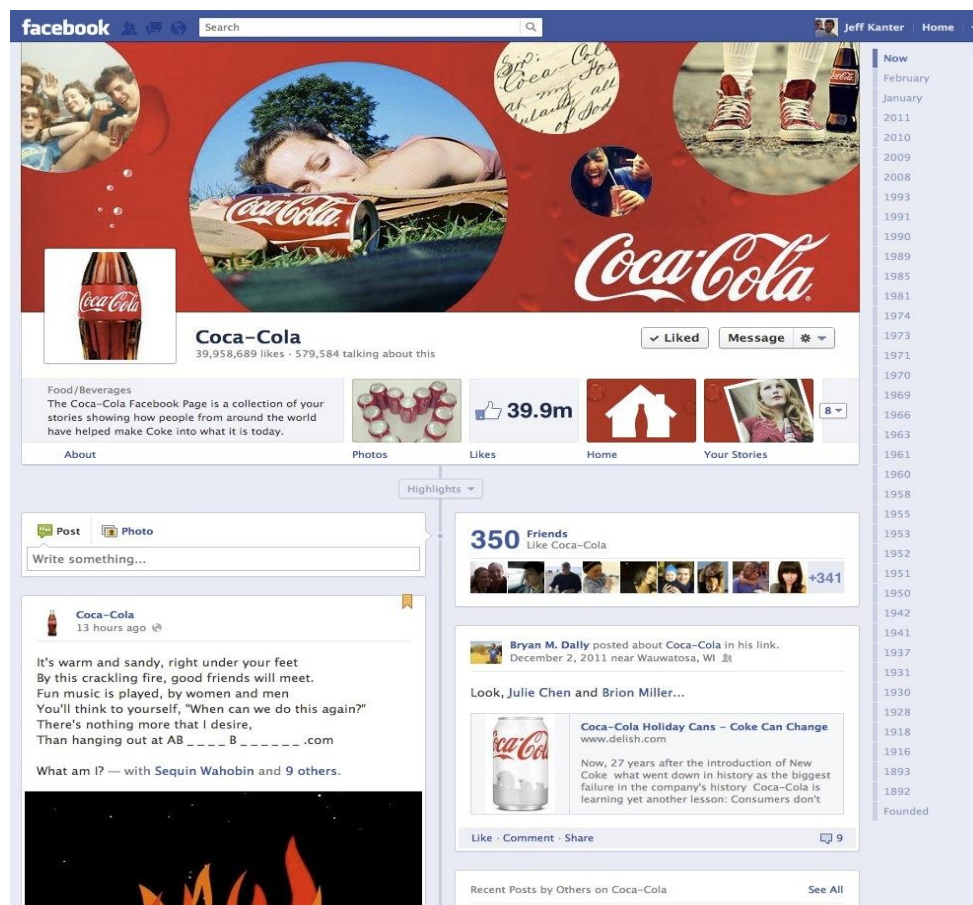 facebook
Search
Jeff Kanter Home
Sir:
Coca-Cola
Coca-Cola
Coca-Cola
Coca-Cola
Coca-Cola
39,958,689 likes · 579,584 talking about this
Liked
Message
Food/Beverages
The Coca-Cola Facebook Page is a collection of your
stories showing how people from around the world
have helped make Coke into what it is today.
39.9m
8
About
Photos
Likes
Home
Your Stories
Highlights
Post Photo
Write something...
Coca-Cola
13 hours ago
It's warm and sandy, right under your feet
By this crackling fire, good friends will meet.
Fun music is played, by women and men
You'll think to yourself, "When can we do this again?"
There's nothing more that I desire,
Than hanging out at AB _ _ _ _ B _ _ _ _ _ _ .com
What am I? — with Sequin Wahobin and 9 others.
350 Friends
Like Coca-Cola
+341
Bryan M. Dally posted about Coca-Cola in his link.
December 2, 2011 near Wauwatosa, WI
Look, Julie Chen and Brion Miller...
Coca-Cola Holiday Cans – Coke Can Change
www.delish.com
Now, 27 years after the introduction of New
Coke what went down in history as the biggest
failure in the company's history Coca-Cola is
learning yet another lesson: Consumers don't
Like · Comment · Share
9
Recent Posts by Others on Coca-Cola
See All
Now
February
January
2011
2010
2009
2008
1993
1991
1990
1989
1985
1981
1974
1973
1971
1970
1969
1966
1963
1961
1960
1958
1955
1953
1952
1951
1950
1942
1941
1937
1931
1930
1928
1918
1916
1893
1892
Founded